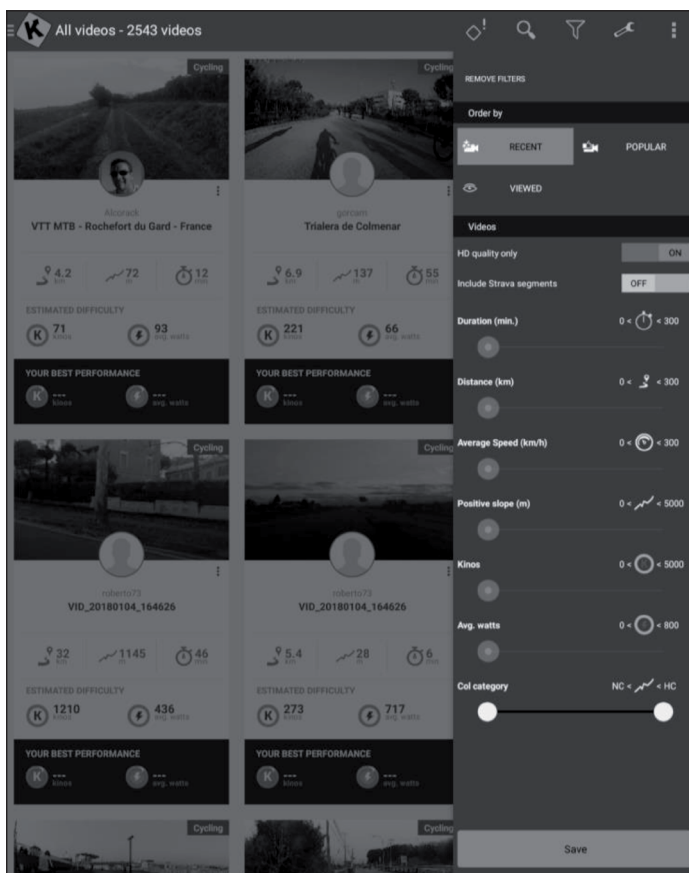 K All videos - 2543 videos
Cycling
Alcorack
VTT MTB - Rochefort du Gard - France
4.2 km 72 m 12 min
ESTIMATED DIFFICULTY
K 71 kinos 93 avg. watts
YOUR BEST PERFORMANCE
K --- kinos --- avg. watts
Cycling
gorcam
Trialera de Colmenar
6.9 km 137 m 55 min
ESTIMATED DIFFICULTY
K 221 kinos 66 avg. watts
YOUR BEST PERFORMANCE
K --- kinos --- avg. watts
Cycling
roberto73
VID_20180104_164626
32 km 1145 m 46 min
ESTIMATED DIFFICULTY
K 1210 kinos 436 avg. watts
YOUR BEST PERFORMANCE
K --- kinos --- avg. watts
Cycling
roberto73
VID_20180104_164626
5.4 km 28 m 6 min
ESTIMATED DIFFICULTY
K 273 kinos 717 avg. watts
YOUR BEST PERFORMANCE
K --- kinos --- avg. watts
Cycling
Cycling
REMOVE FILTERS
Order by
RECENT POPULAR
VIEWED
Videos
HD quality only ON
Include Strava segments OFF
Duration (min.) 0 < < 300
Distance (km) 0 < < 300
Average Speed (km/h) 0 < < 300
Positive slope (m) 0 < < 5000
Kinos 0 < < 5000
Avg. watts 0 < < 800
Col category NC < < HC
Save